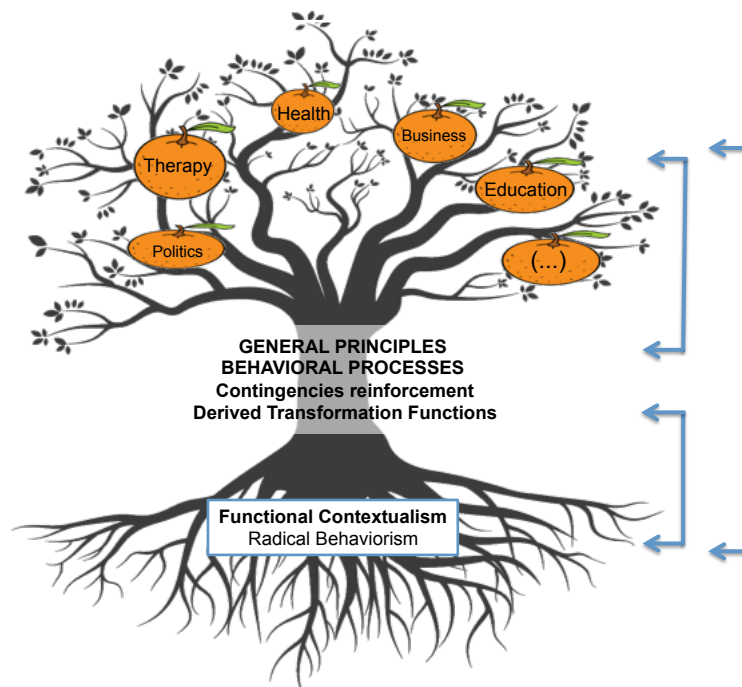 Health
Business
Therapy
Education
Politics
(...)
GENERAL PRINCIPLES
BEHAVIORAL PROCESSES
Contingencies reinforcement
Derived Transformation Functions
Functional Contextualism
Radical Behaviorism